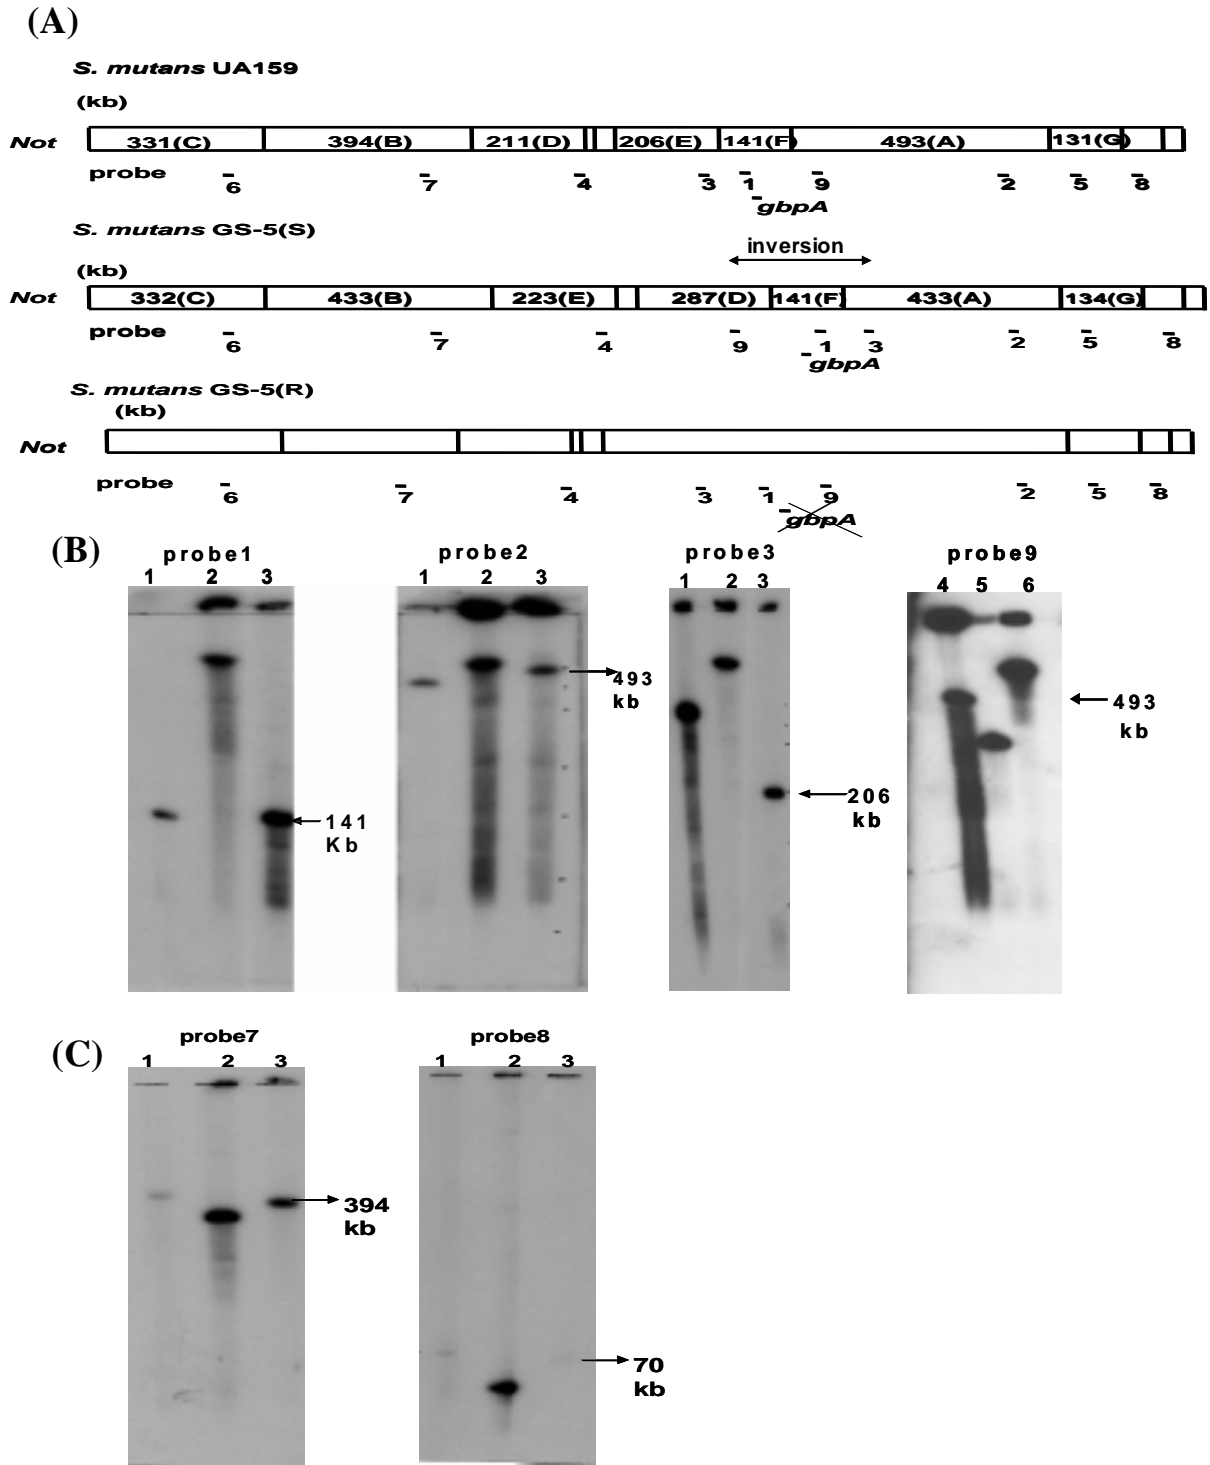 (A)
S. mutans UA159
(kb)
Not 331(C) 394(B) 211(D) 206(E) 141(F) 493(A) 131(G)
probe 6 7 4 3 1 9 2 5 8
gbpA
S. mutans GS-5(S)
inversion
(kb)
Not 332(C) 433(B) 223(E) 287(D) 141(F) 433(A) 134(G)
probe 6 7 4 9 1 3 2 5 8
gbpA
S. mutans GS-5(R)
(kb)
Not
probe 6 7 4 3 1 9 2 5 8
gbpA
(B)
probe1 probe2 probe3 probe9
1 2 3 1 2 3 1 2 3 4 5 6
493 kb
493 kb
206 kb
141 Kb
(C)
probe7 probe8
1 2 3 1 2 3
394 kb
70 kb